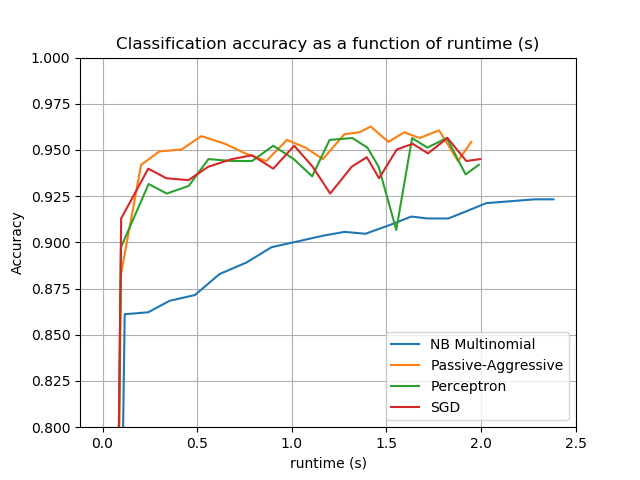 Classification accuracy as a function of runtime (s)
1.000
0.975
0.950
0.925
0.900
0.875
0.850
0.825
0.800
Accuracy
NB Multinomial
Passive-Aggressive
Perceptron
SGD
0.0 0.5 1.0 1.5 2.0 2.5
runtime (s)